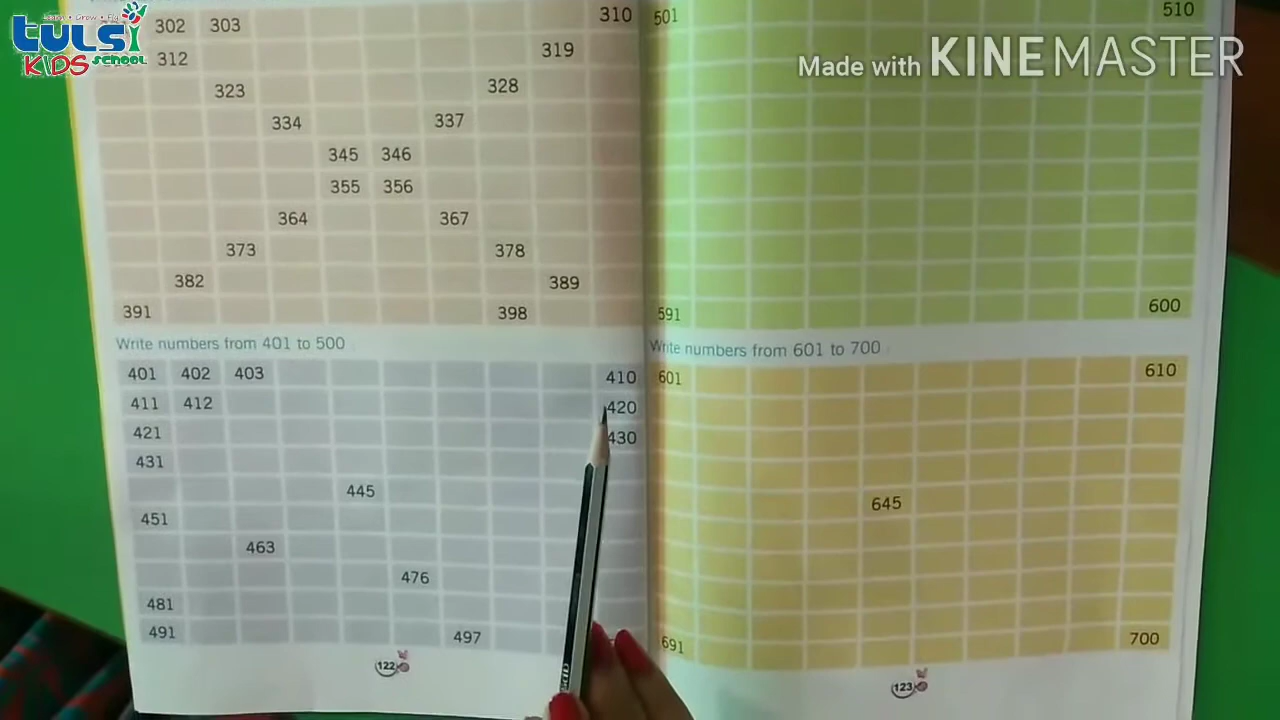 Learn • Grow • Fly
tulsi
KIDS SCHOOL
Made with KINEMASTER
302 303 310
312 319
323 328
334 337
345 346
355 356
364 367
373 378
382 389
391 398
Write numbers from 401 to 500
401 402 403 410
411 412 420
421 430
431
445
451
463
476
481
491 497
122
501 510
591 600
Write numbers from 601 to 700
601 610
645
691 700
123